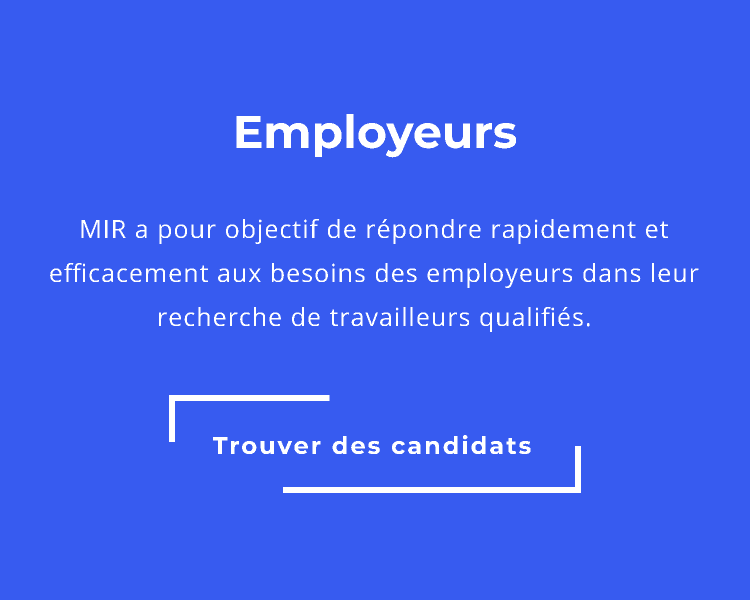 Employeurs
MIR a pour objectif de répondre rapidement et
efficacement aux besoins des employeurs dans leur
recherche de travailleurs qualifiés.
Trouver des candidats